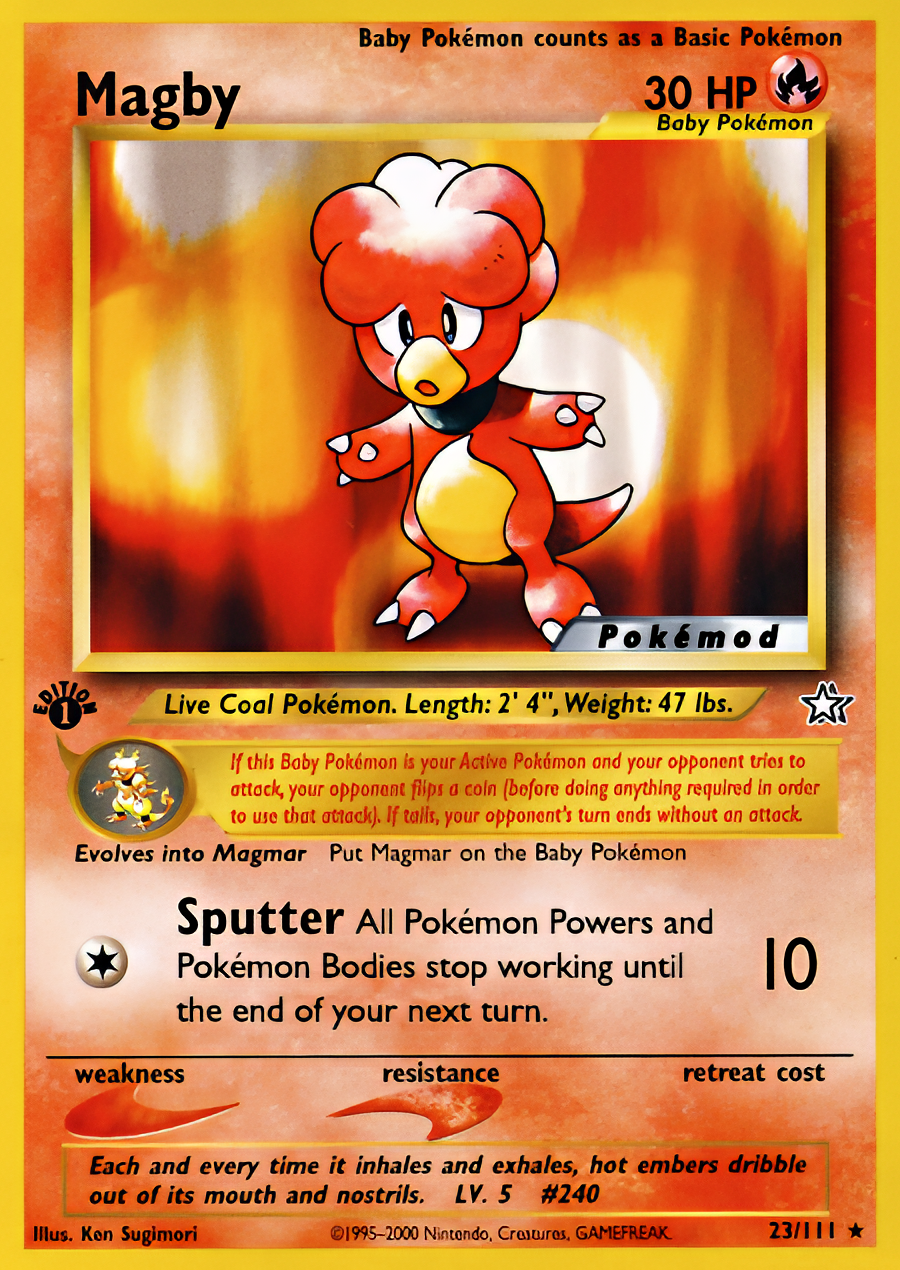 Baby Pokémon counts as a Basic Pokémon
Magby
30 HP
Baby Pokémon
Pokémod
EDITION
1
Live Coal Pokémon. Length: 2' 4", Weight: 47 lbs.
If this Baby Pokémon is your Active Pokémon and your opponent tries to
attack, your opponent flips a coin (before doing anything required in order
to use that attack). If tails, your opponent's turn ends without an attack.
Evolves into Magmar Put Magmar on the Baby Pokémon
Sputter All Pokémon Powers and
Pokémon Bodies stop working until
the end of your next turn.
10
weakness resistance retreat cost
Each and every time it inhales and exhales, hot embers dribble
out of its mouth and nostrils. LV. 5 #240
Illus. Ken Sugimori ©1995-2000 Nintendo, Creatures, GAMEFREAK. 23/111 ★